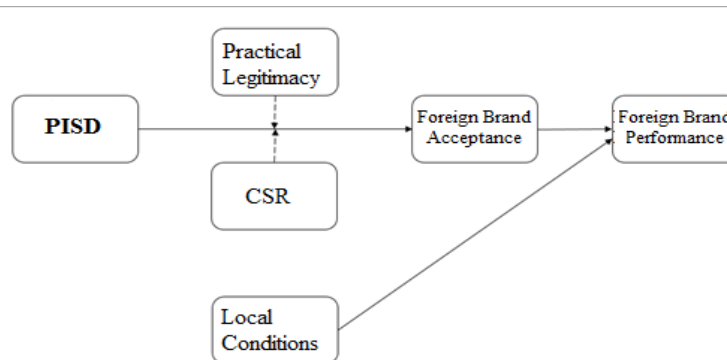 Practical
Legitimacy
PISD
Foreign Brand
Acceptance
Foreign Brand
Performance
CSR
Local
Conditions